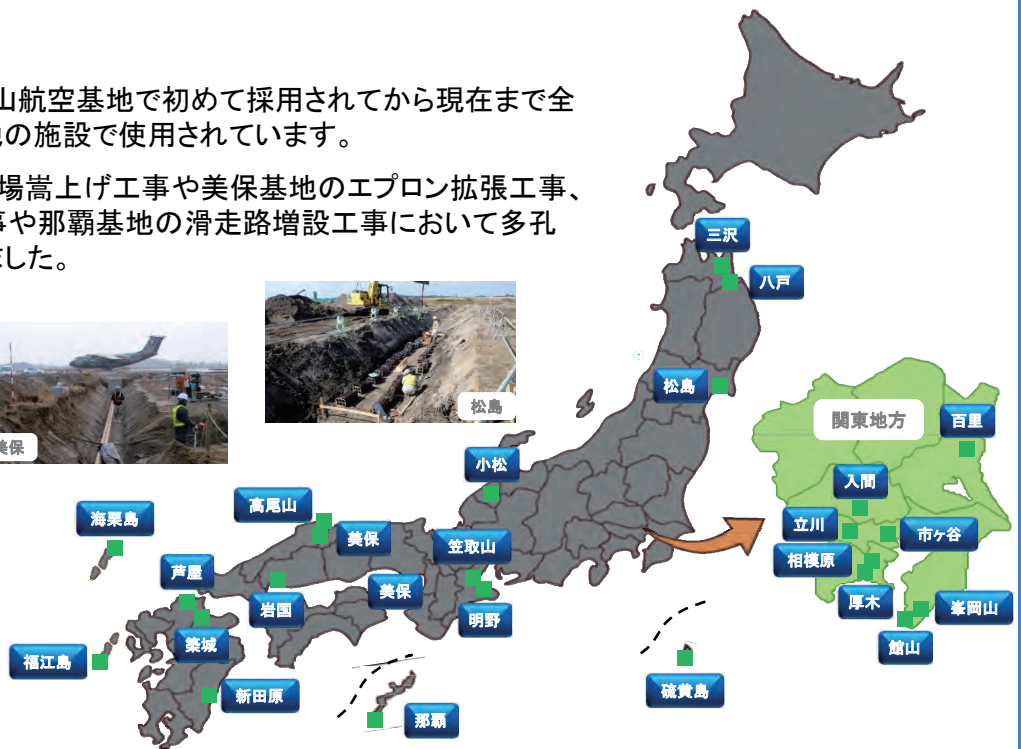 山航空基地で初めて採用されてから現在まで全
の施設で使用されています。
場嵩上げ工事や美保基地のエプロン拡張工事、
や那覇基地の滑走路増設工事において多孔
した。
三沢
八戸
松島
松島
美保
小松
関東地方
百里
入間
立川
市ヶ谷
相模原
厚木
峯岡山
館山
海栗島
高尾山
美保
笠取山
芦屋
岩国
美保
明野
築城
福江島
新田原
那覇
硫黄島